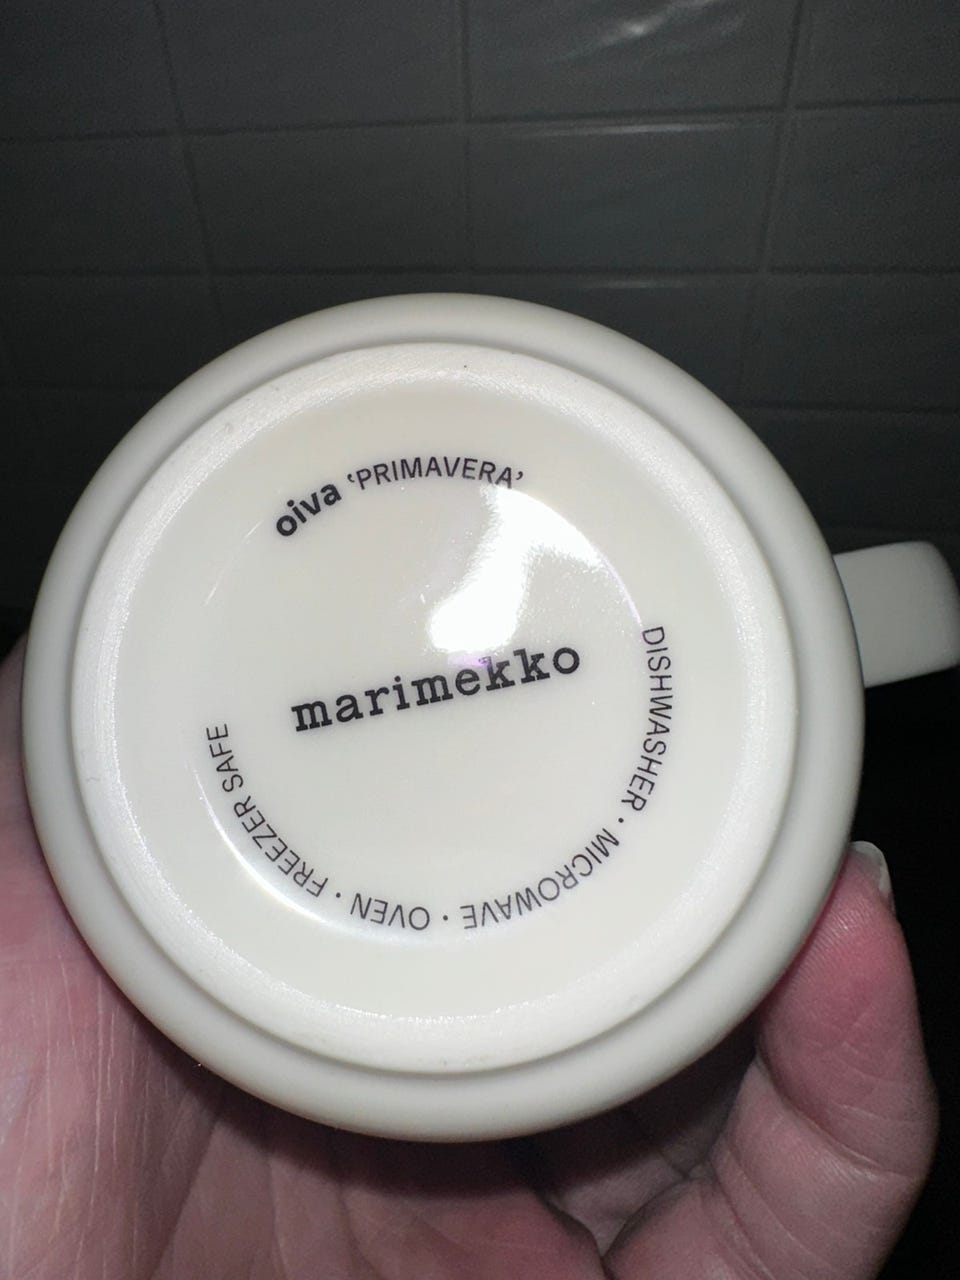 oiva ‘PRIMAVERA’
marimekko
DISHWASHER · MICROWAVE · OVEN · FREEZER SAFE